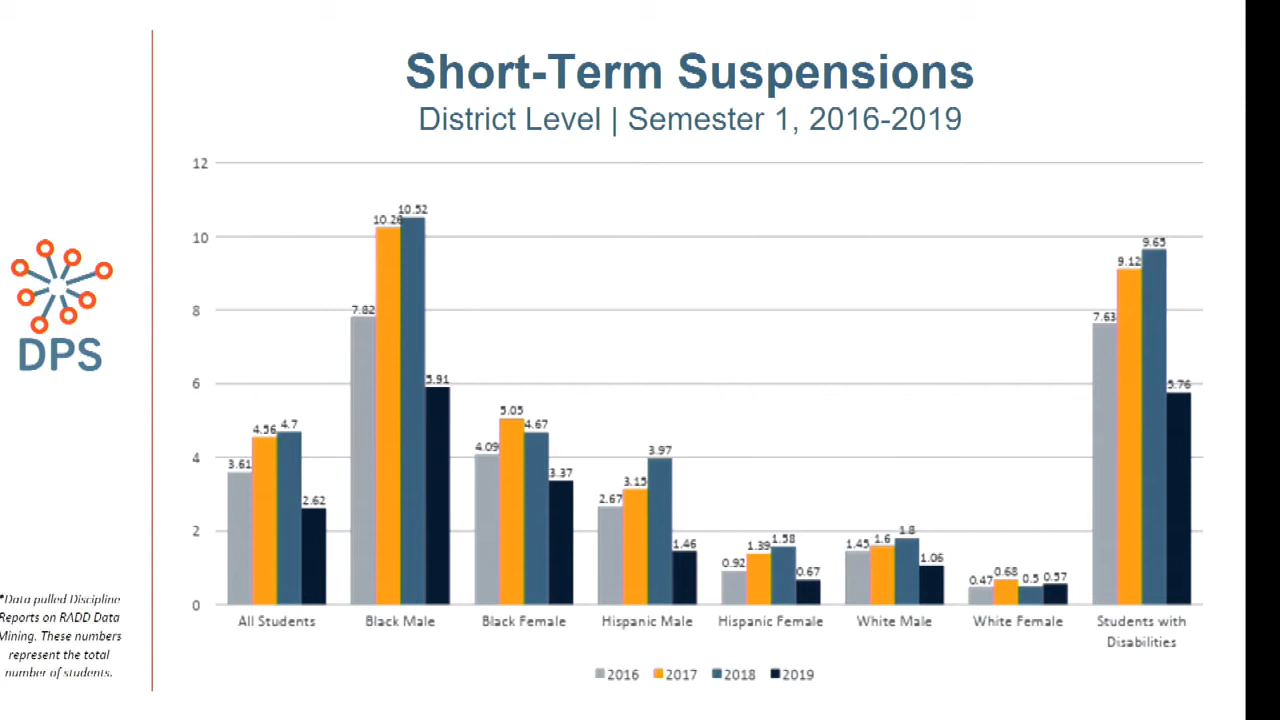 Short-Term Suspensions
District Level | Semester 1, 2016-2019
12
10
8
6
4
2
0
3.61
4.56
4.7
2.62
7.82
10.26
10.52
5.91
4.09
5.05
4.67
3.37
2.67
3.15
3.97
1.46
0.92
1.39
1.58
0.67
1.45
1.6
1.8
1.06
0.47
0.68
0.5
0.57
7.63
9.12
9.65
5.76
All Students
Black Male
Black Female
Hispanic Male
Hispanic Female
White Male
White Female
Students with
Disabilities
2016 2017 2018 2019
DPS
*Data pulled Discipline
Reports on RADD Data
Mining. These numbers
represent the total
number of students.